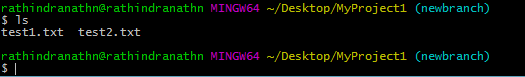 rathindranathn@rathindranathn MINGW64 ~/Desktop/MyProject1 (newbranch)
$ ls
test1.txt  test2.txt
rathindranathn@rathindranathn MINGW64 ~/Desktop/MyProject1 (newbranch)
$